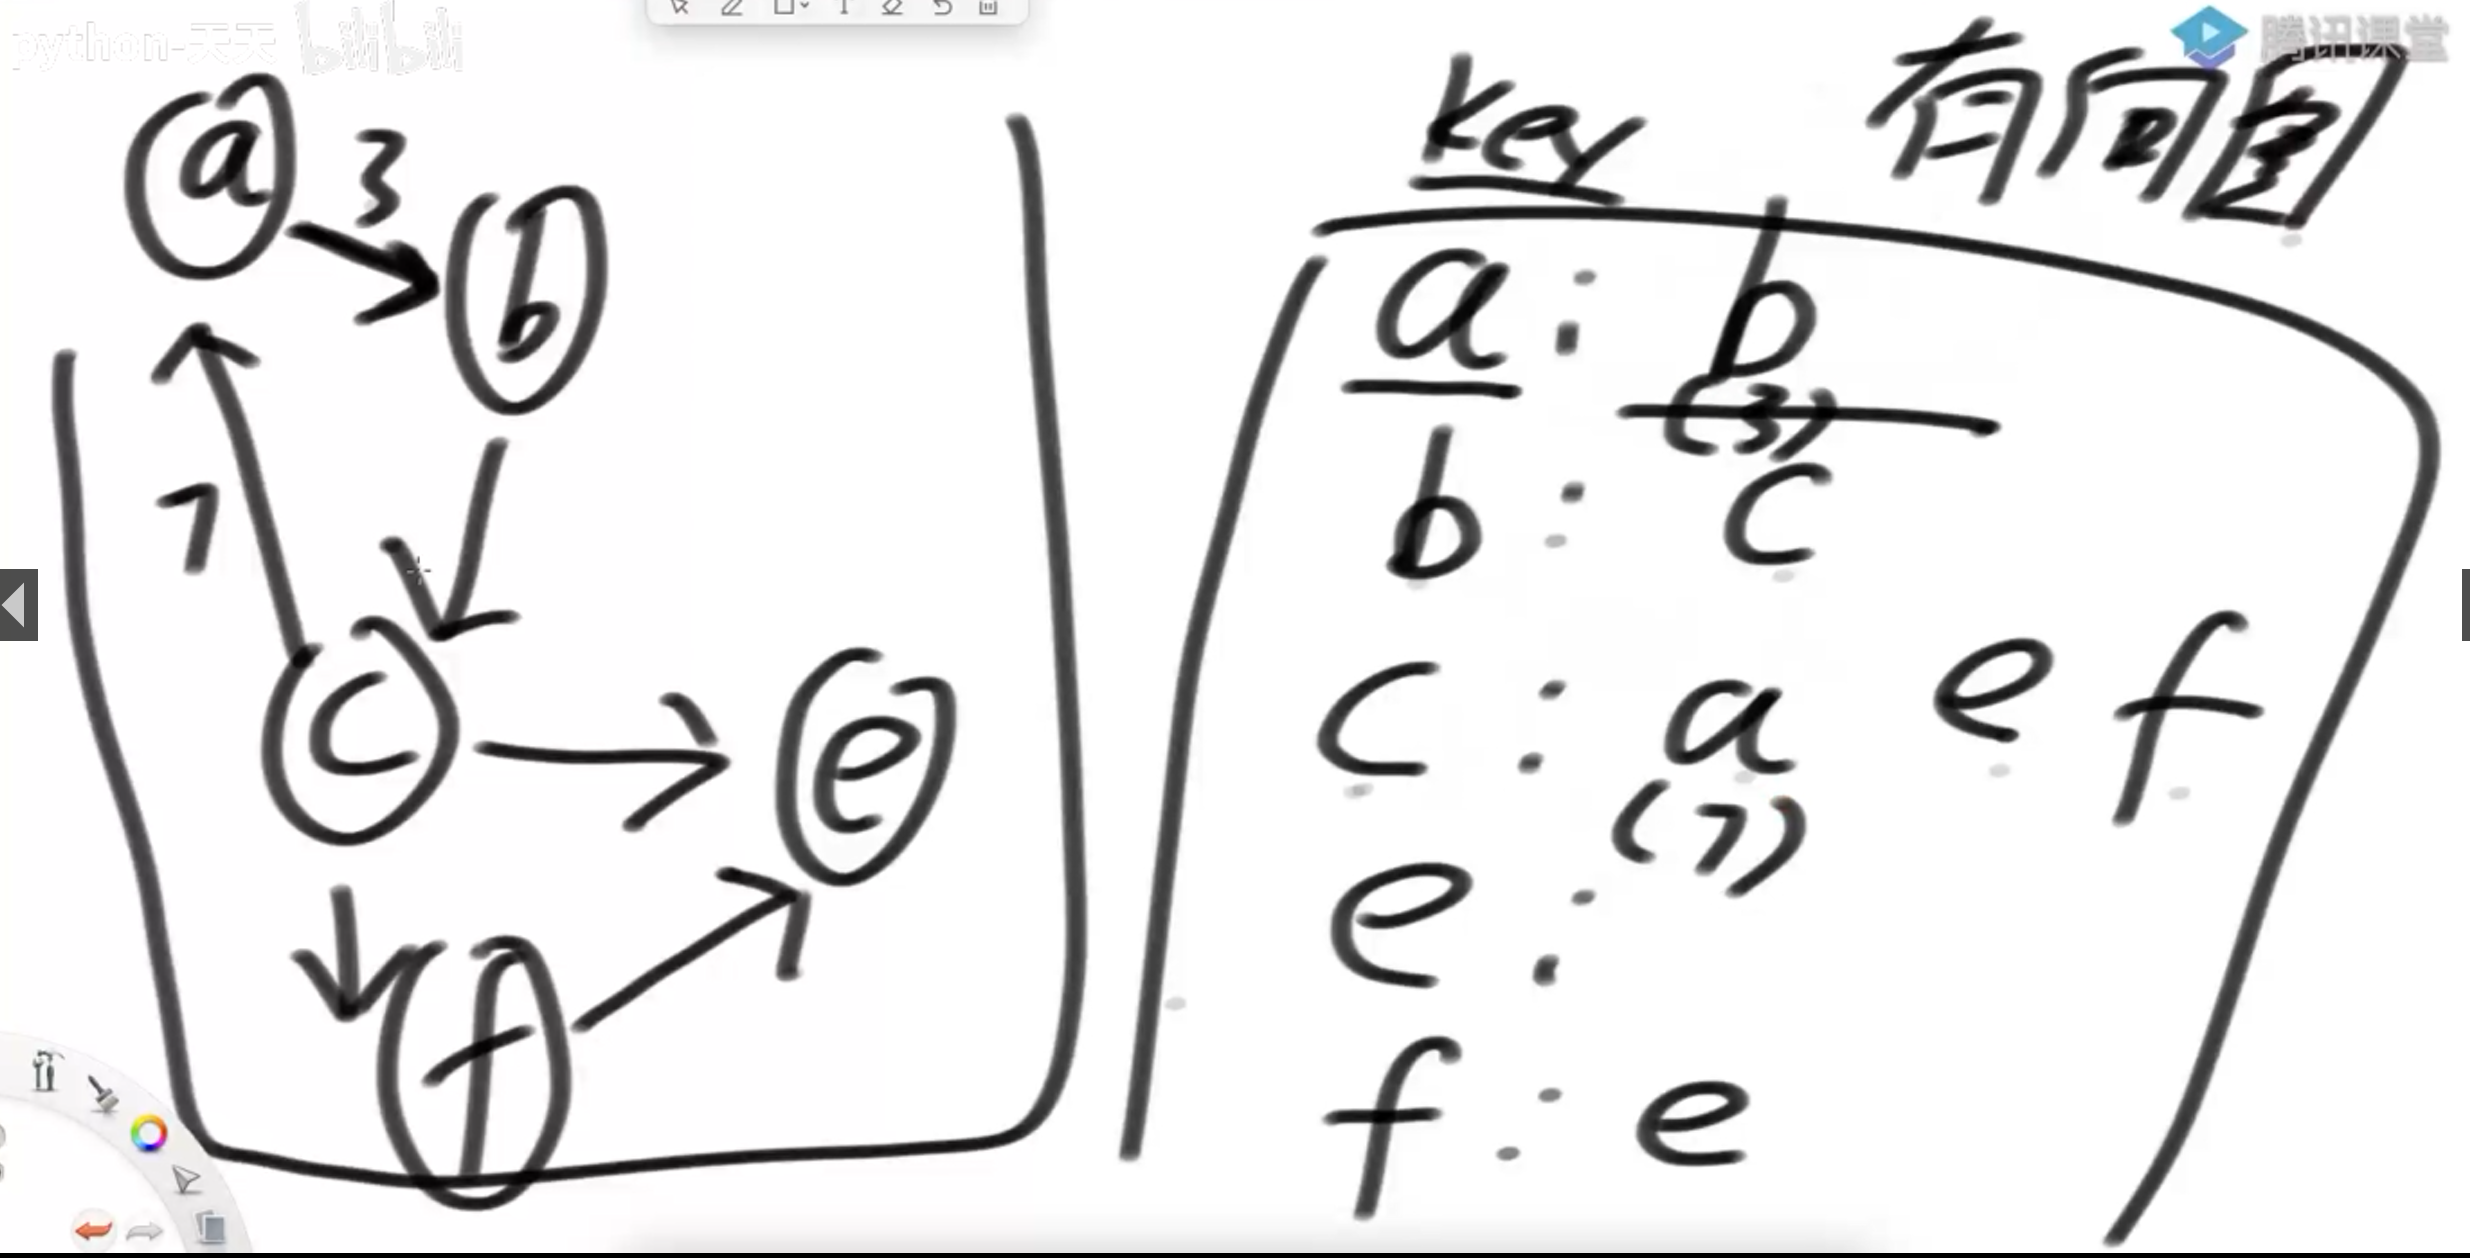 python-天天 bilibili
腾讯课堂
key
有向图
a
3
b
7
c
e
f
a: b
(3)
b: c
c: a e f
(7)
e:
f: e